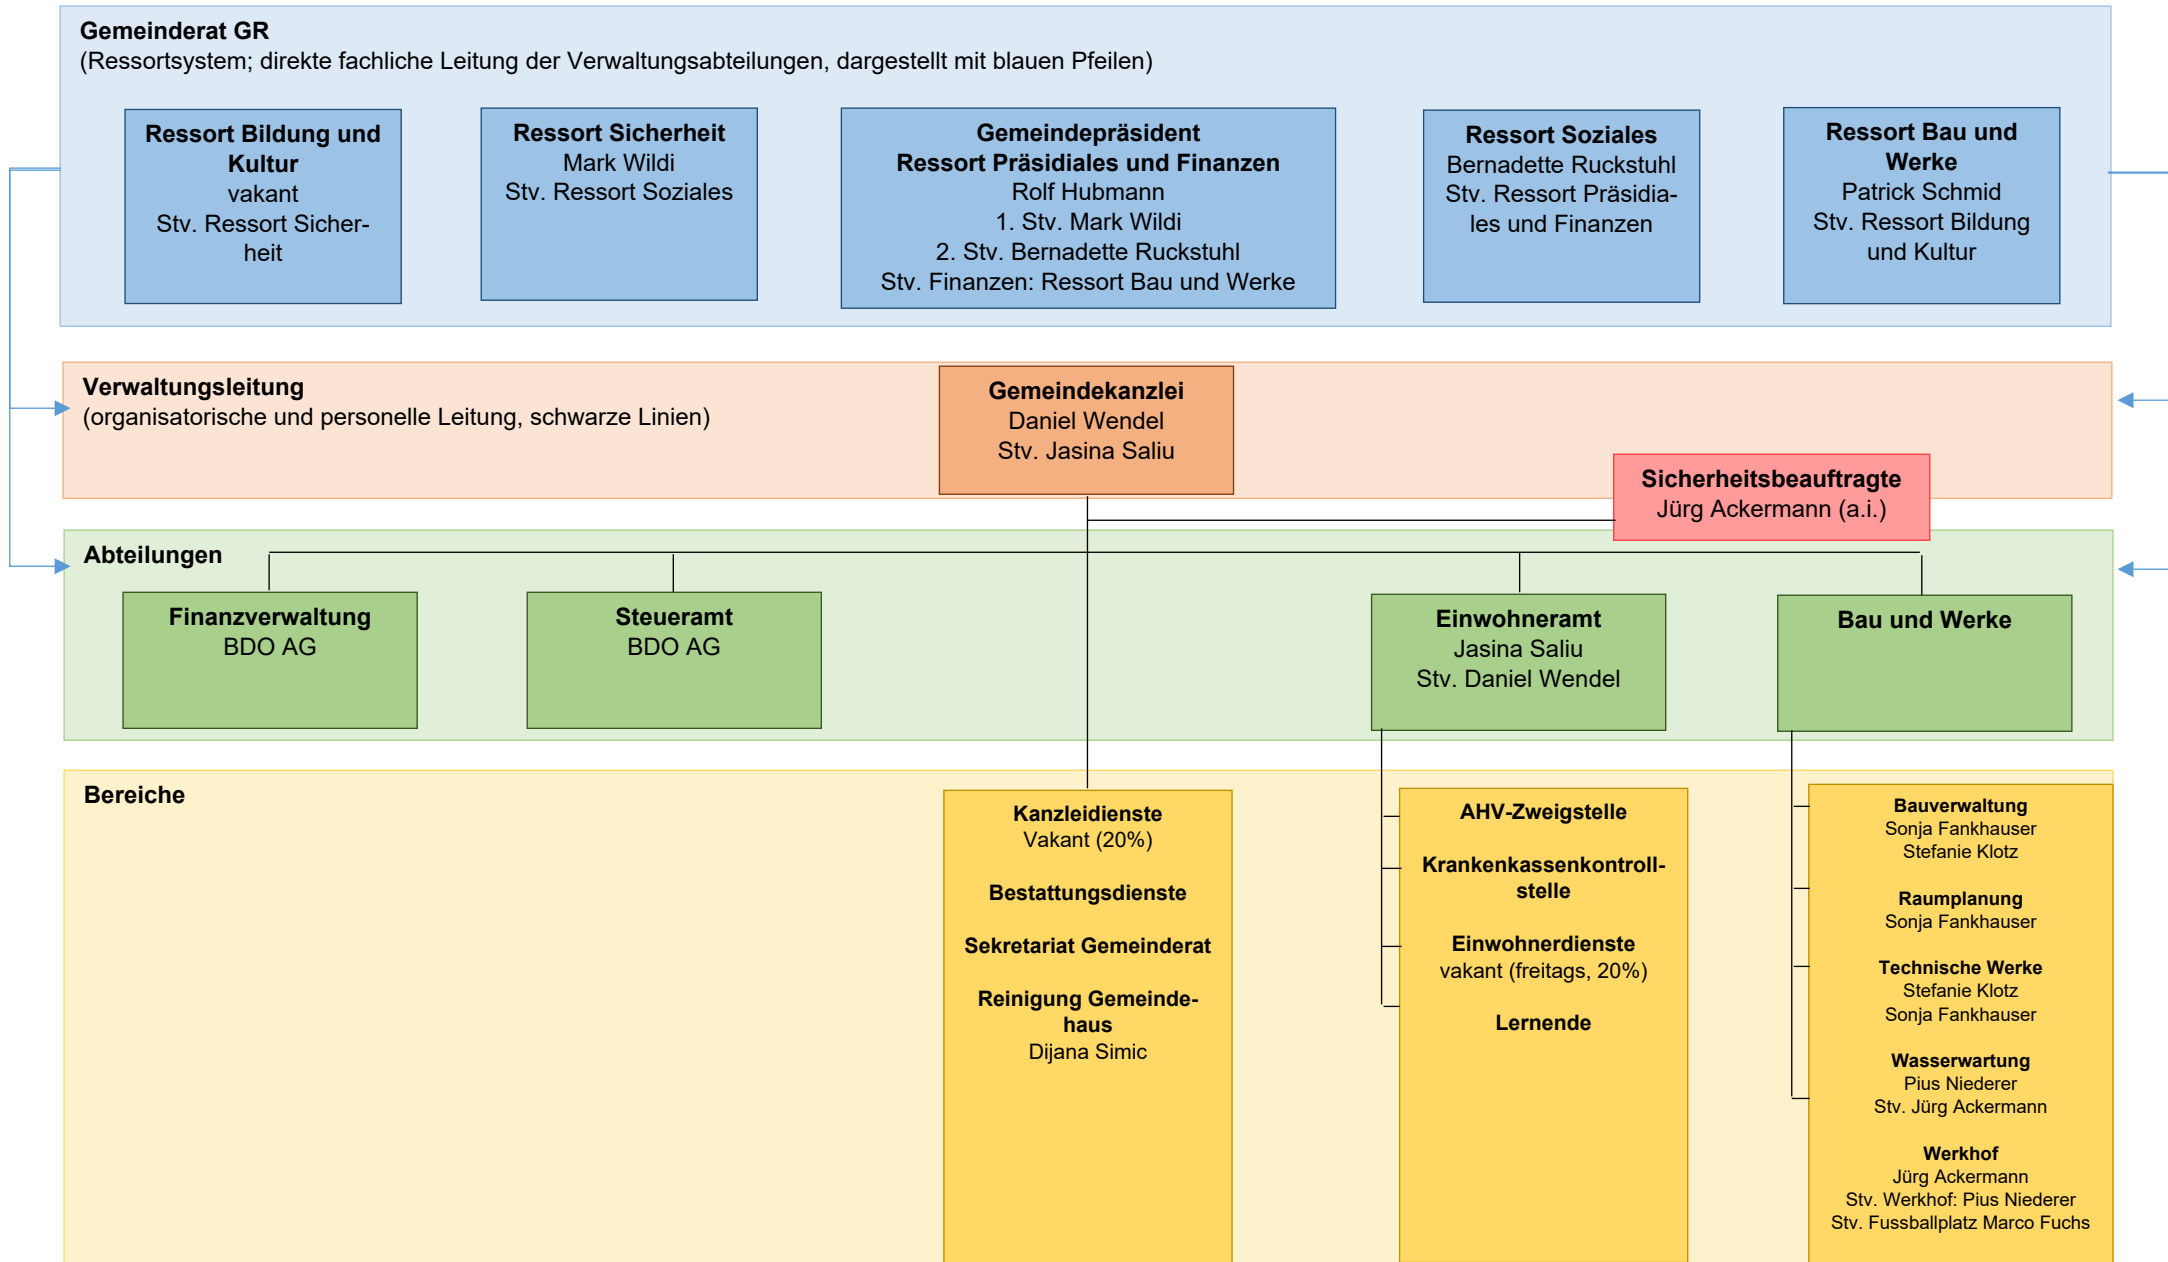 Gemeinderat GR
(Ressortsystem; direkte fachliche Leitung der Verwaltungsabteilungen, dargestellt mit blauen Pfeilen)
Ressort Bildung und
Kultur
vakant
Stv. Ressort Sicher-
heit
Ressort Sicherheit
Mark Wildi
Stv. Ressort Soziales
Gemeindepräsident
Ressort Präsidiales und Finanzen
Rolf Hubmann
1. Stv. Mark Wildi
2. Stv. Bernadette Ruckstuhl
Stv. Finanzen: Ressort Bau und Werke
Ressort Soziales
Bernadette Ruckstuhl
Stv. Ressort Präsidia-
les und Finanzen
Ressort Bau und
Werke
Patrick Schmid
Stv. Ressort Bildung
und Kultur
Verwaltungsleitung
(organisatorische und personelle Leitung, schwarze Linien)
Gemeindekanzlei
Daniel Wendel
Stv. Jasina Saliu
Sicherheitsbeauftragte
Jürg Ackermann (a.i.)
Abteilungen
Finanzverwaltung
BDO AG
Steueramt
BDO AG
Einwohneramt
Jasina Saliu
Stv. Daniel Wendel
Bau und Werke
Bereiche
Kanzleidienste
Vakant (20%)
Bestattungsdienste
Sekretariat Gemeinderat
Reinigung Gemeinde-
haus
Dijana Simic
AHV-Zweigstelle
Krankenkassenkontroll-
stelle
Einwohnerdienste
vakant (freitags, 20%)
Lernende
Bauverwaltung
Sonja Fankhauser
Stefanie Klotz
Raumplanung
Sonja Fankhauser
Technische Werke
Stefanie Klotz
Sonja Fankhauser
Wasserwartung
Pius Niederer
Stv. Jürg Ackermann
Werkhof
Jürg Ackermann
Stv. Werkhof: Pius Niederer
Stv. Fussballplatz Marco Fuchs